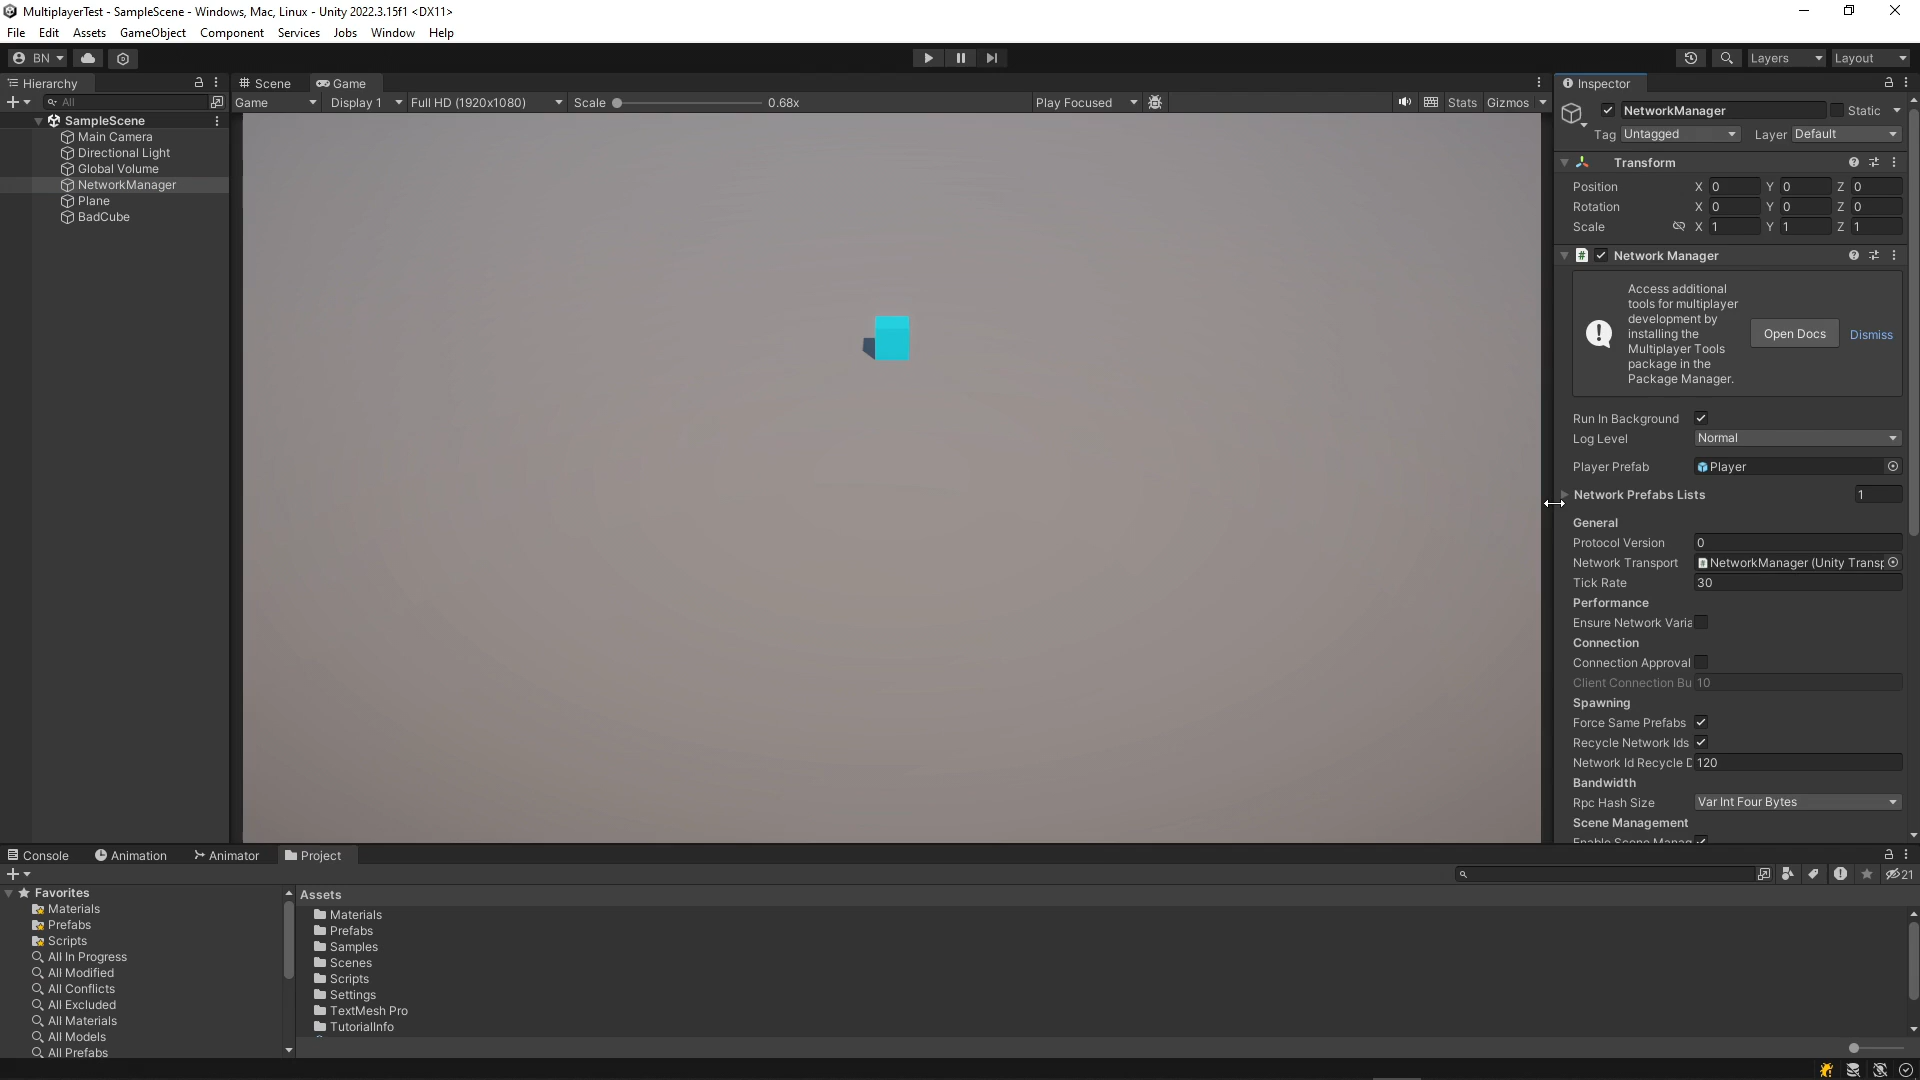 MultiplayerTest - SampleScene - Windows, Mac, Linux - Unity 2022.3.15f1 <DX11>
File Edit Assets GameObject Component Services Jobs Window Help
BN Layers Layout
Hierarchy
All
SampleScene
Main Camera
Directional Light
Global Volume
NetworkManager
Plane
BadCube
Scene Game
Game Display 1 Full HD (1920x1080) Scale 0.68x Play Focused Stats Gizmos
Inspector
NetworkManager Static
Tag Untagged Layer Default
Transform
Position X 0 Y 0 Z 0
Rotation X 0 Y 0 Z 0
Scale X 1 Y 1 Z 1
# Network Manager
Access additional
tools for multiplayer
development by
installing the
Multiplayer Tools
package in the
Package Manager.
Open Docs Dismiss
Run In Background
Log Level Normal
Player Prefab Player
Network Prefabs Lists 1
General
Protocol Version 0
Network Transport NetworkManager (Unity Transp
Tick Rate 30
Performance
Ensure Network Varia
Connection
Connection Approval
Client Connection Bu 10
Spawning
Force Same Prefabs
Recycle Network Ids
Network Id Recycle D 120
Bandwidth
Rpc Hash Size Var Int Four Bytes
Scene Management
Enable Scene Manag
Console Animation Animator Project
21
Favorites
Materials
Prefabs
Scripts
All In Progress
All Modified
All Conflicts
All Excluded
All Materials
All Models
All Prefabs
Assets
Materials
Prefabs
Samples
Scenes
Scripts
Settings
TextMesh Pro
TutorialInfo